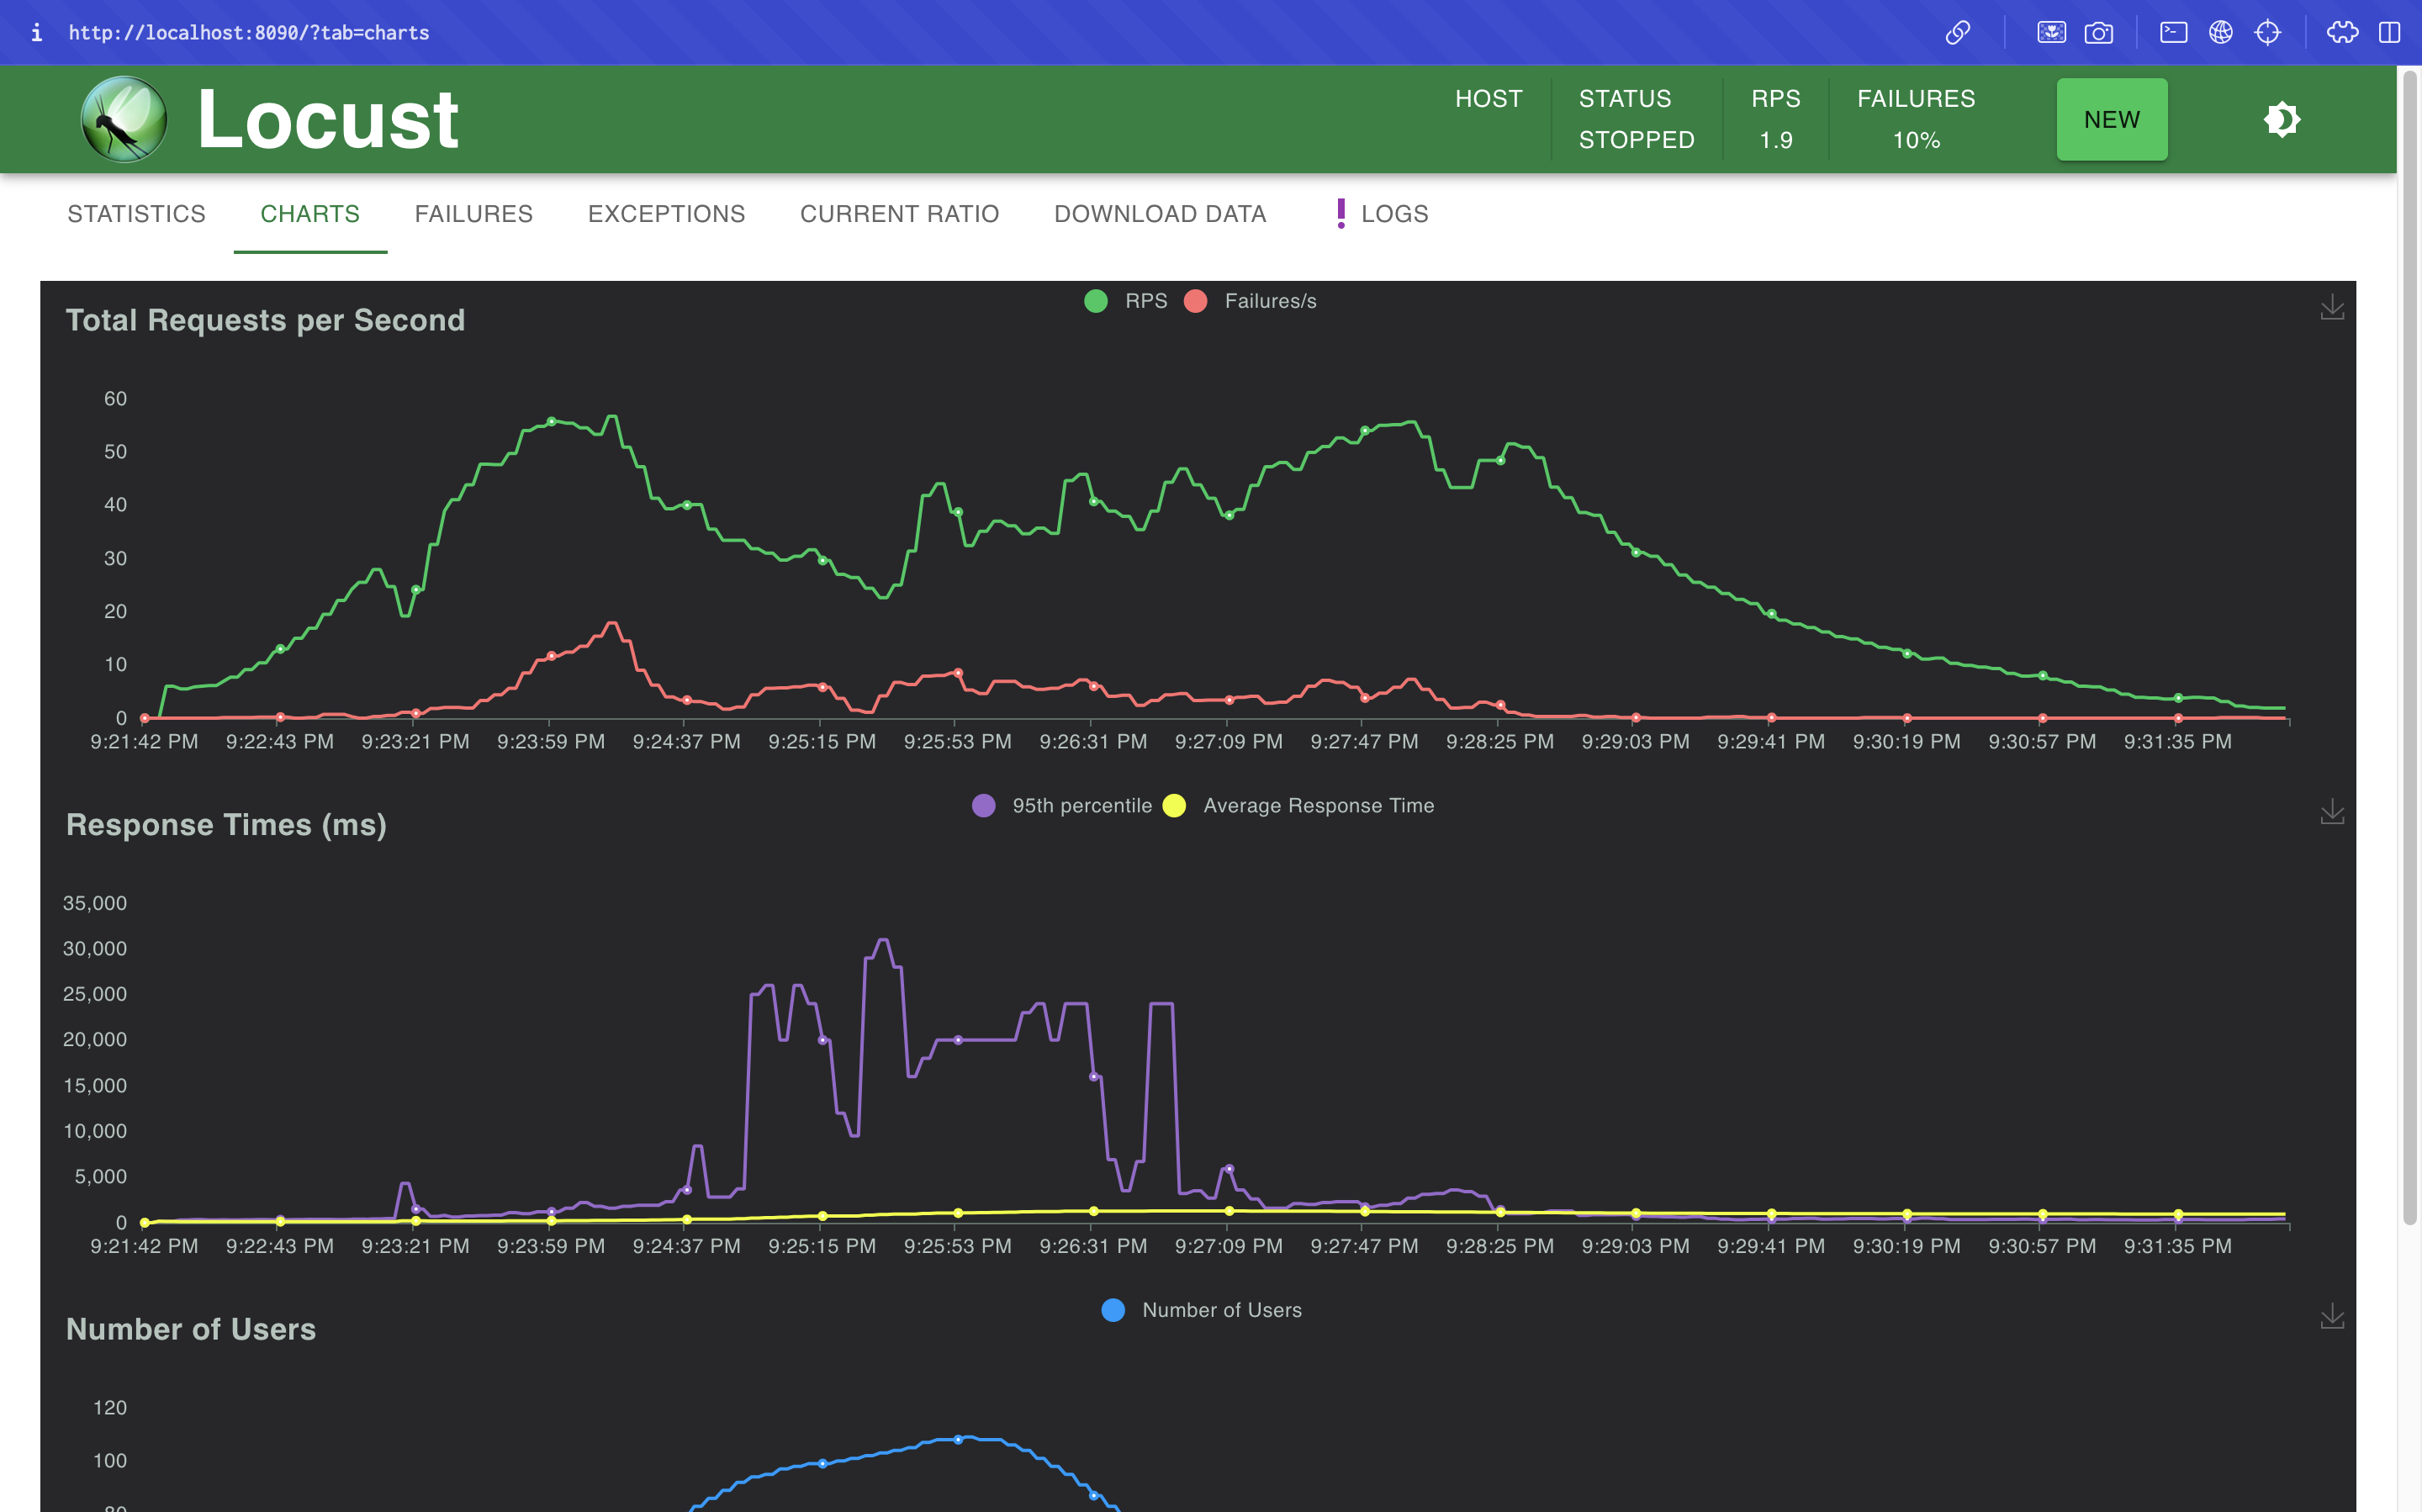 http://localhost:8090/?tab=charts
Locust
HOST
STATUS
STOPPED
RPS
1.9
FAILURES
10%
NEW
STATISTICS
CHARTS
FAILURES
EXCEPTIONS
CURRENT RATIO
DOWNLOAD DATA
LOGS
Total Requests per Second
RPS
Failures/s
60
50
40
30
20
10
0
9:21:42 PM 9:22:43 PM 9:23:21 PM 9:23:59 PM 9:24:37 PM 9:25:15 PM 9:25:53 PM 9:26:31 PM 9:27:09 PM 9:27:47 PM 9:28:25 PM 9:29:03 PM 9:29:41 PM 9:30:19 PM 9:30:57 PM 9:31:35 PM
Response Times (ms)
95th percentile
Average Response Time
35,000
30,000
25,000
20,000
15,000
10,000
5,000
0
9:21:42 PM 9:22:43 PM 9:23:21 PM 9:23:59 PM 9:24:37 PM 9:25:15 PM 9:25:53 PM 9:26:31 PM 9:27:09 PM 9:27:47 PM 9:28:25 PM 9:29:03 PM 9:29:41 PM 9:30:19 PM 9:30:57 PM 9:31:35 PM
Number of Users
Number of Users
120
100
80